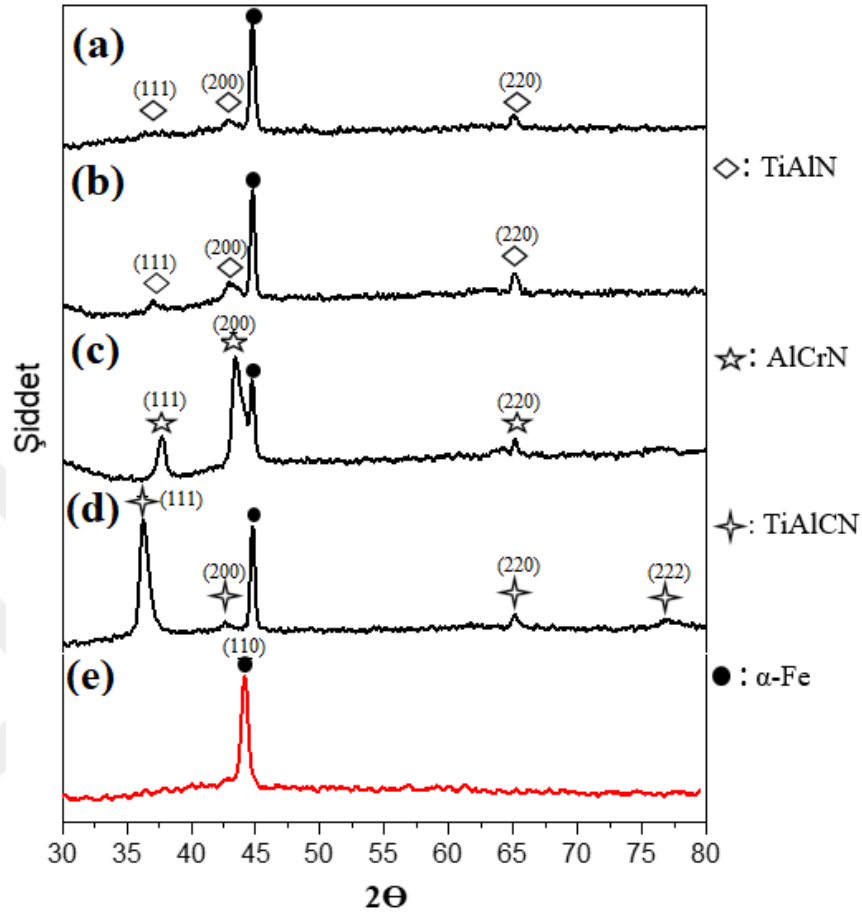 (a)
(111)
(200)
(220)
(b)
(111)
(200)
(220)
(c)
(111)
(200)
(220)
(d)
(111)
(200)
(220)
(222)
(e)
(110)
: TiAlN
: AlCrN
: TiAlCN
: α-Fe
Şiddet
30 35 40 45 50 55 60 65 70 75 80
2Ɵ